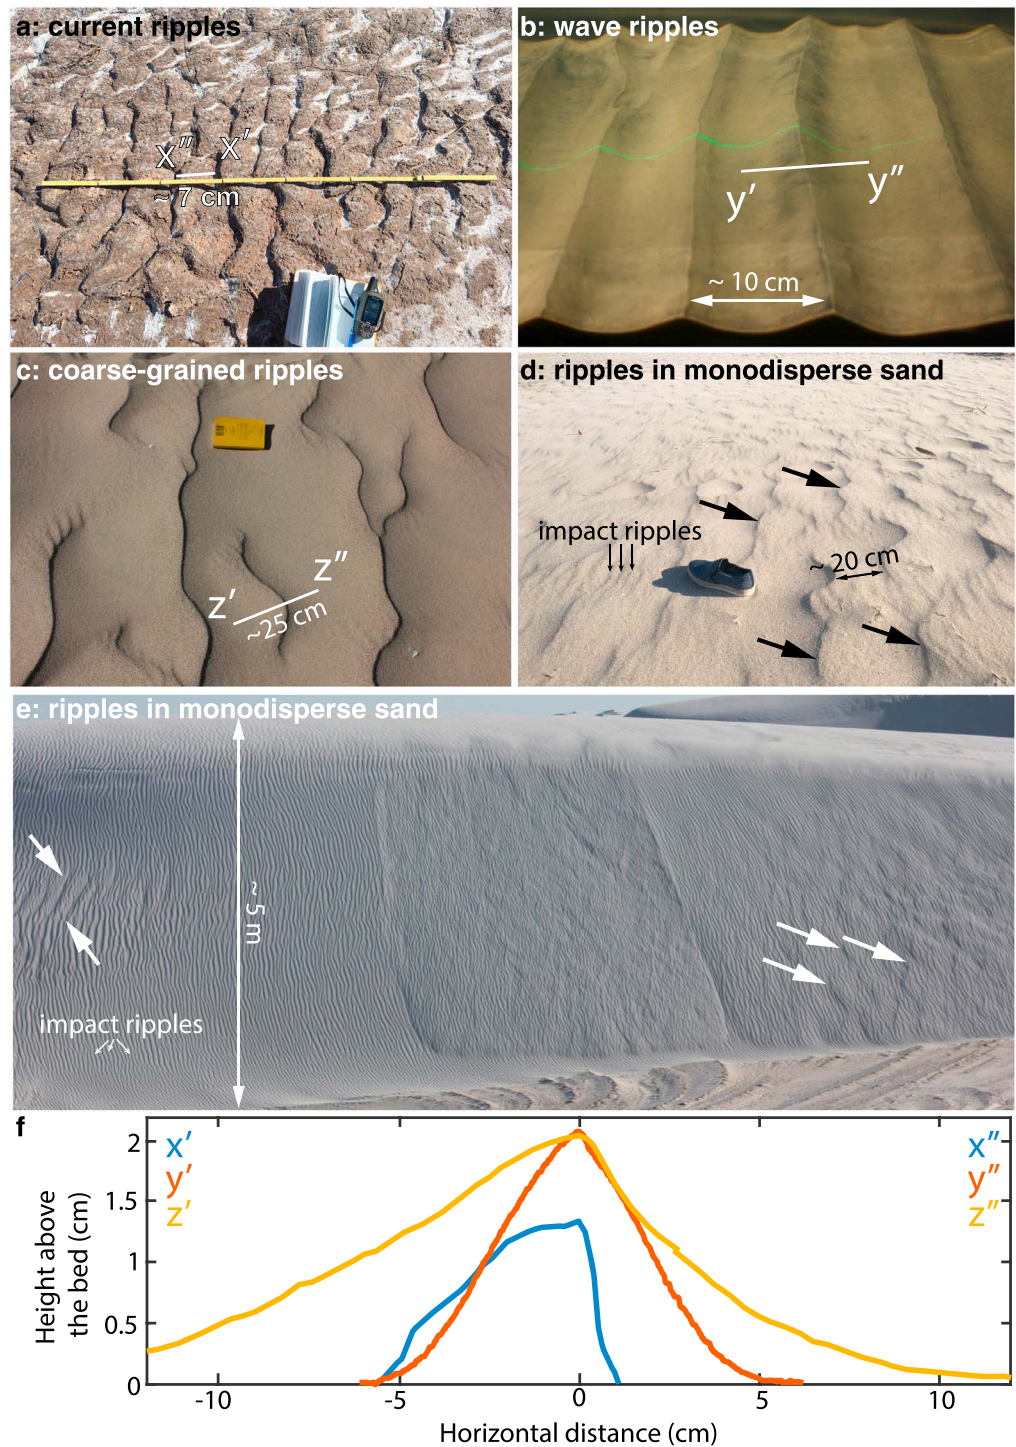 a: current ripples
x″ x′
~ 7 cm
b: wave ripples
y′ y″
~ 10 cm
c: coarse-grained ripples
z′ z″
~25 cm
d: ripples in monodisperse sand
impact ripples
~ 20 cm
e: ripples in monodisperse sand
~ 5 m
impact ripples
f
x′ x″
y′ y″
z′ z″
Height above
the bed (cm)
2
1.5
1
0.5
0
-10 -5 0 5 10
Horizontal distance (cm)